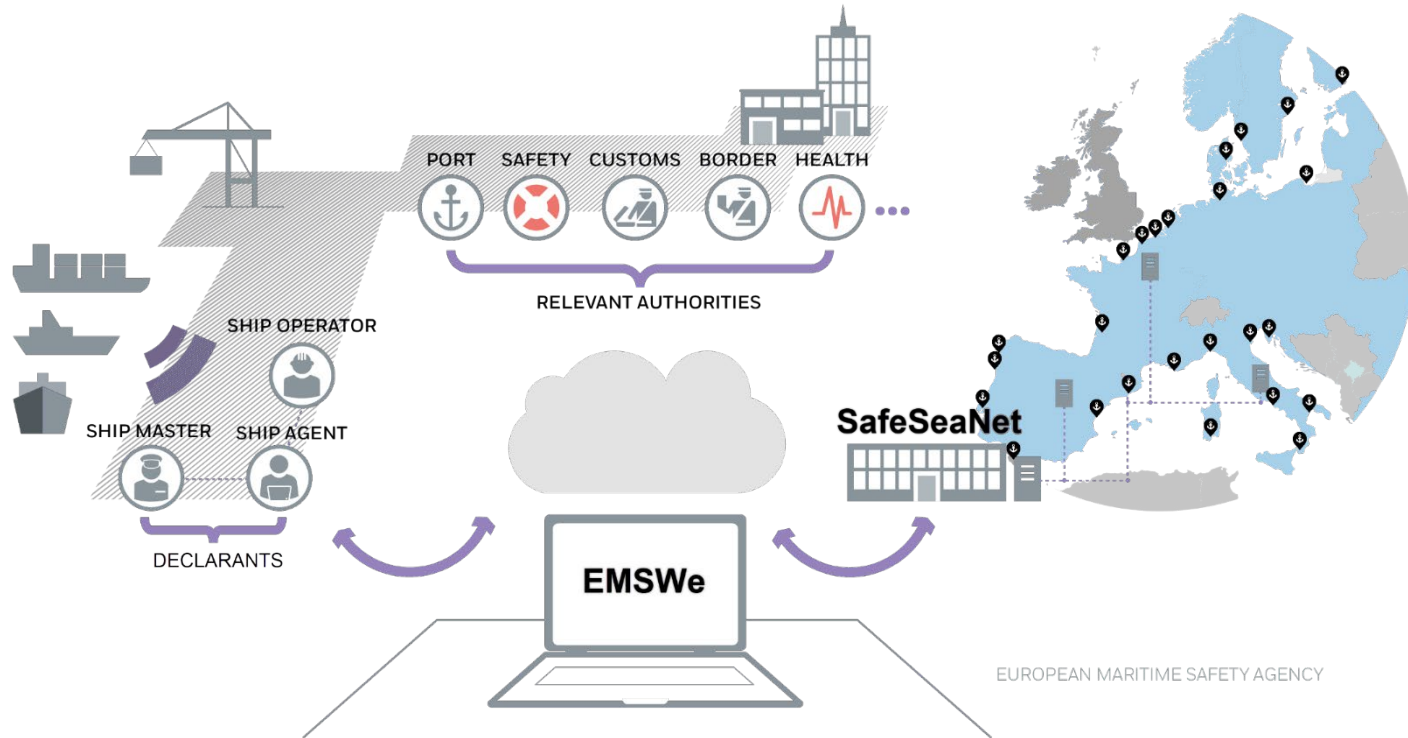 PORT
SAFETY
CUSTOMS
BORDER
HEALTH
RELEVANT AUTHORITIES
SHIP OPERATOR
SHIP MASTER
SHIP AGENT
DECLARANTS
EMSWe
SafeSeaNet
EUROPEAN MARITIME SAFETY AGENCY